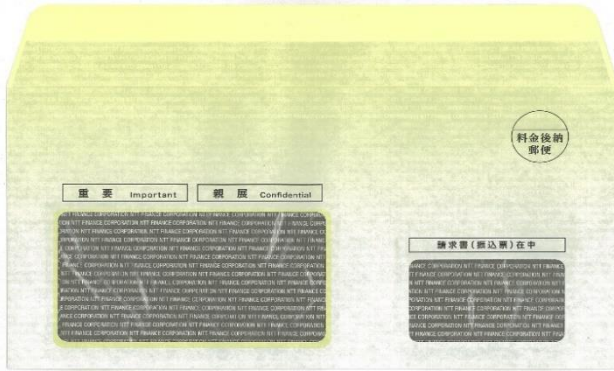 料金後納
郵便
重要 Important
親展 Confidential
請求書(振込票)在中
NTT FINANCE CORPORATION NTT FINANCE CORPORATION NTT FINANCE CORPORATION